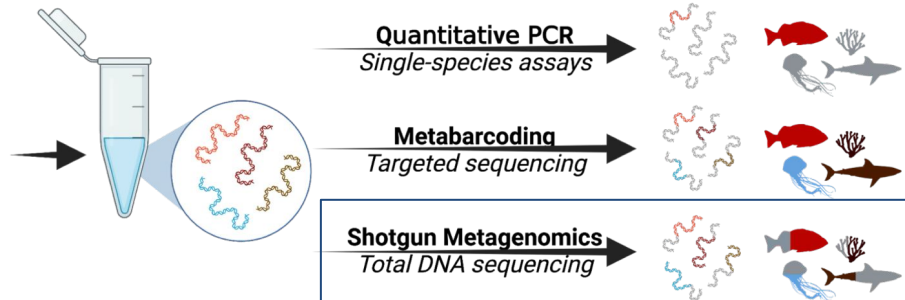 Quantitative PCR
Single-species assays
Metabarcoding
Targeted sequencing
Shotgun Metagenomics
Total DNA sequencing